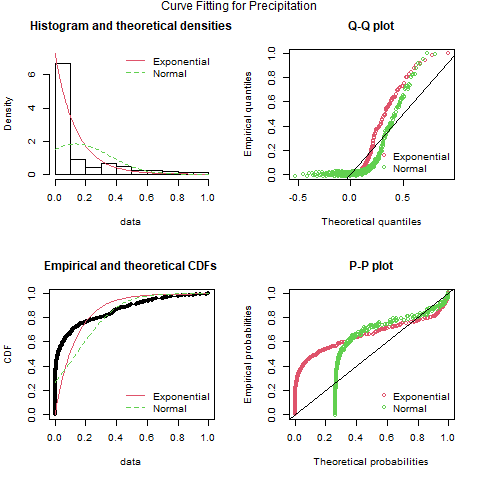 Curve Fitting for Precipitation
Histogram and theoretical densities
Density
0 2 4 6
Exponential
Normal
0.0 0.2 0.4 0.6 0.8 1.0
data
Q-Q plot
Empirical quantiles
0.0 0.2 0.4 0.6 0.8 1.0
Exponential
Normal
-0.5 0.0 0.5
Theoretical quantiles
Empirical and theoretical CDFs
CDF
0.0 0.2 0.4 0.6 0.8 1.0
Exponential
Normal
0.0 0.2 0.4 0.6 0.8 1.0
data
P-P plot
Empirical probabilities
0.0 0.2 0.4 0.6 0.8 1.0
Exponential
Normal
0.0 0.2 0.4 0.6 0.8 1.0
Theoretical probabilities